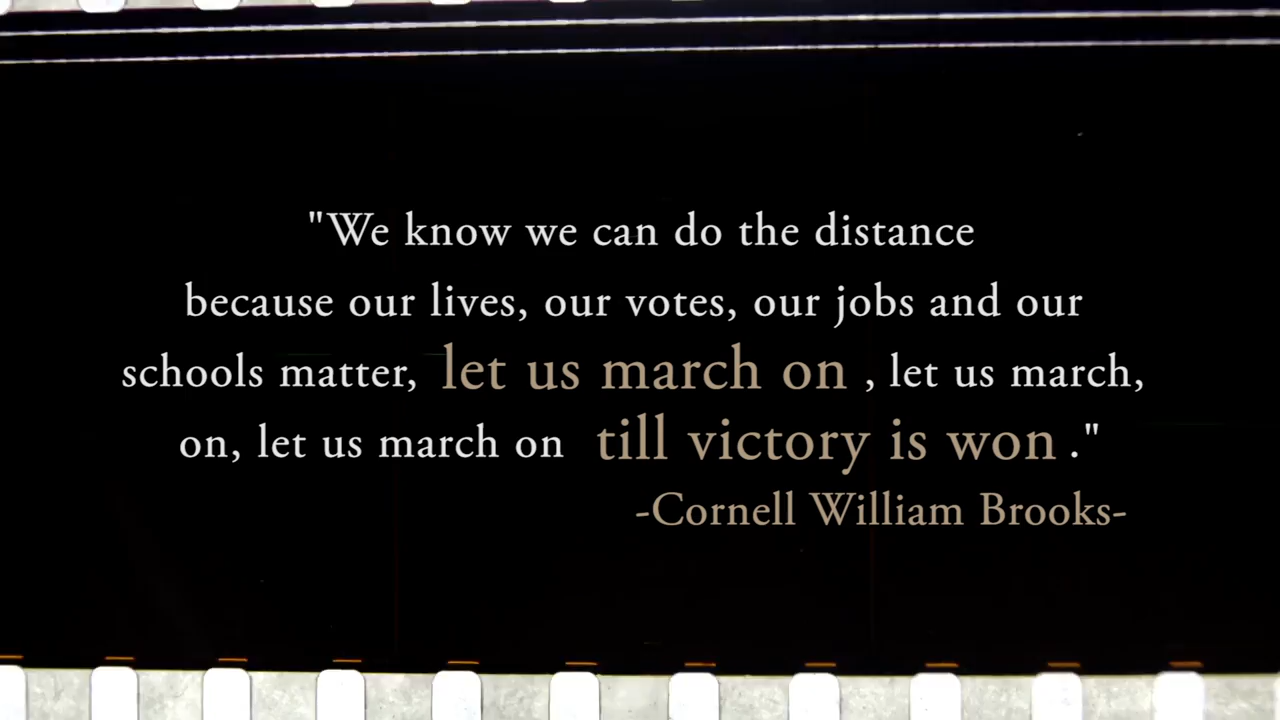 "We know we can do the distance
because our lives, our votes, our jobs and our
schools matter, let us march on , let us march,
on, let us march on till victory is won ."
-Cornell William Brooks-